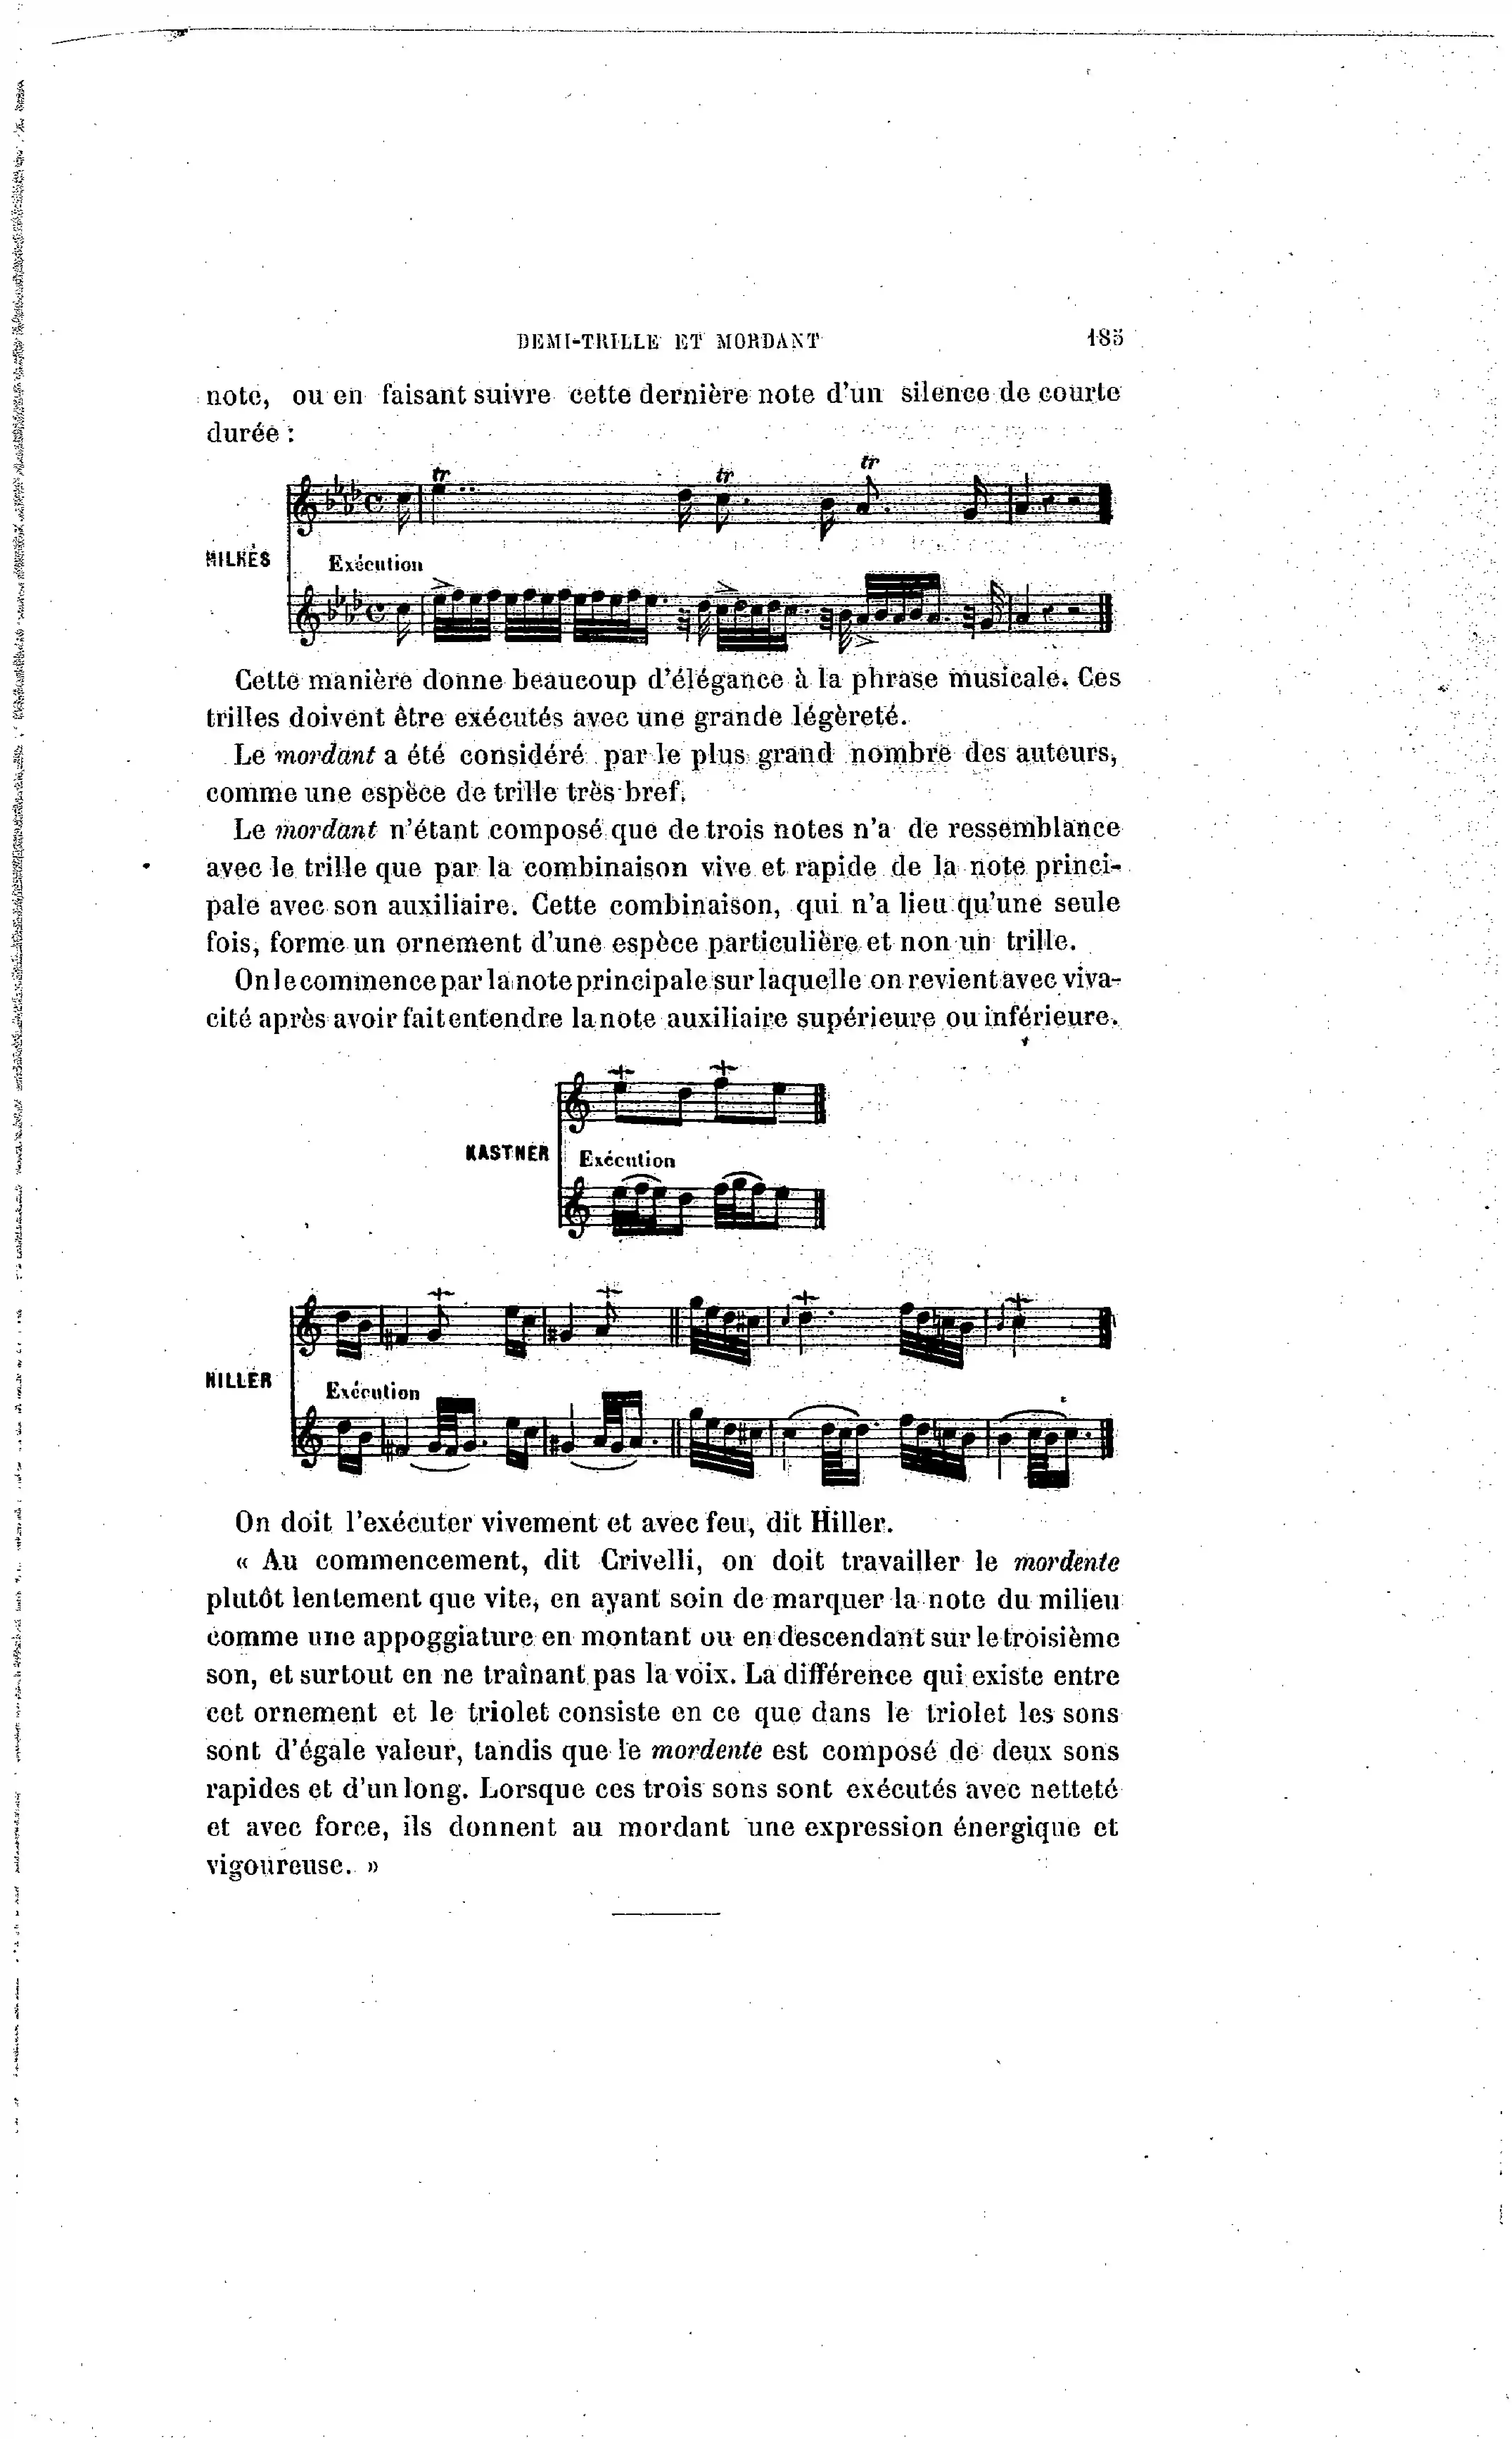 DEMI-TRILLE ET MORDANT 185
note, ou en faisant suivre cette dernière note d'un silence de courte
durée :
tr tr tr
MILKÈS
Exécution
Cette manière donne beaucoup d'élégance à la phrase musicale. Ces
trilles doivent être exécutés avec une grande légèreté.
Le mordant a été considéré par le plus grand nombre des auteurs,
comme une espèce de trille très bref.
Le mordant n'étant composé que de trois notes n'a de ressemblance
avec le trille que par la combinaison vive et rapide de la note princi-
pale avec son auxiliaire. Cette combinaison, qui n'a lieu qu'une seule
fois, forme un ornement d'une espèce particulière et non un trille.
On le commence par la note principale sur laquelle on revient avec viva-
cité après avoir fait entendre la note auxiliaire supérieure ou inférieure.
KASTNER
Exécution
HILLER
Exécution
On doit l'exécuter vivement et avec feu, dit Hiller.
« Au commencement, dit Crivelli, on doit travailler le mordente
plutôt lentement que vite, en ayant soin de marquer la note du milieu
comme une appoggiature en montant ou en descendant sur le troisième
son, et surtout en ne traînant pas la voix. La différence qui existe entre
cet ornement et le triolet consiste en ce que dans le triolet les sons
sont d'égale valeur, tandis que le mordente est composé de deux sons
rapides et d'un long. Lorsque ces trois sons sont exécutés avec netteté
et avec force, ils donnent au mordant une expression énergique et
vigoureuse. »